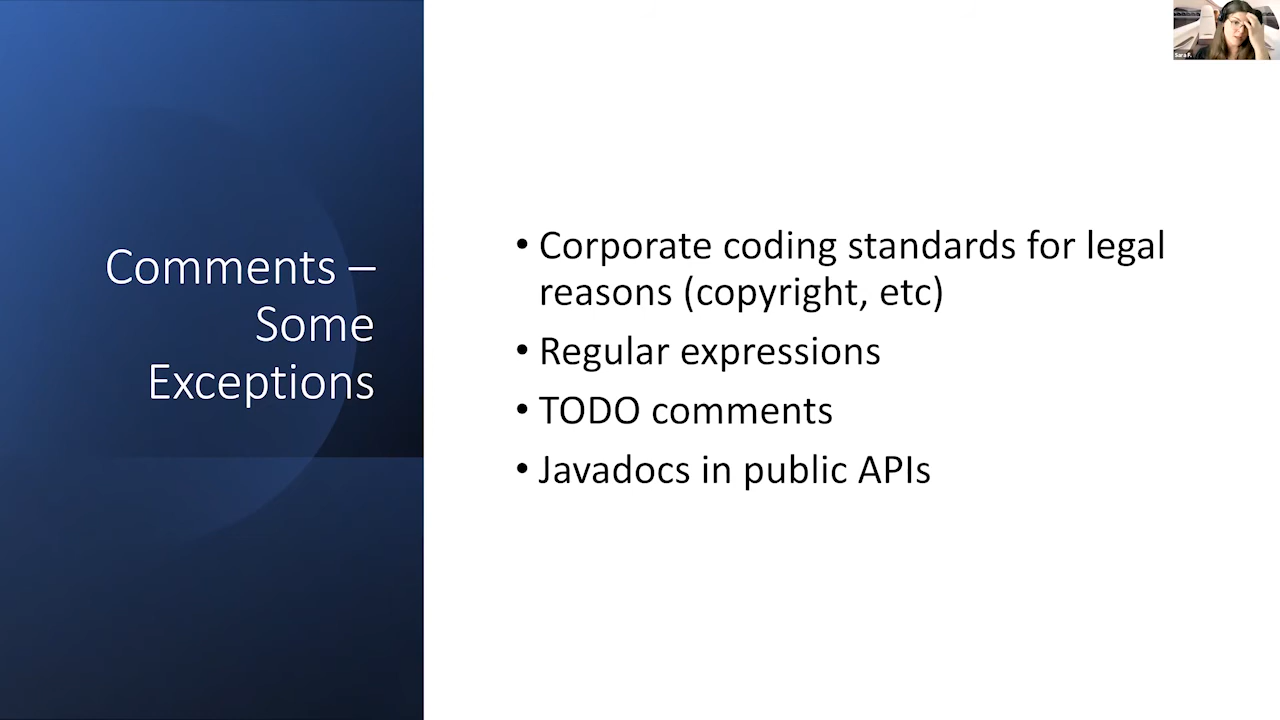 Comments –
Some
Exceptions
• Corporate coding standards for legal
reasons (copyright, etc)
• Regular expressions
• TODO comments
• Javadocs in public APIs
Sara F.